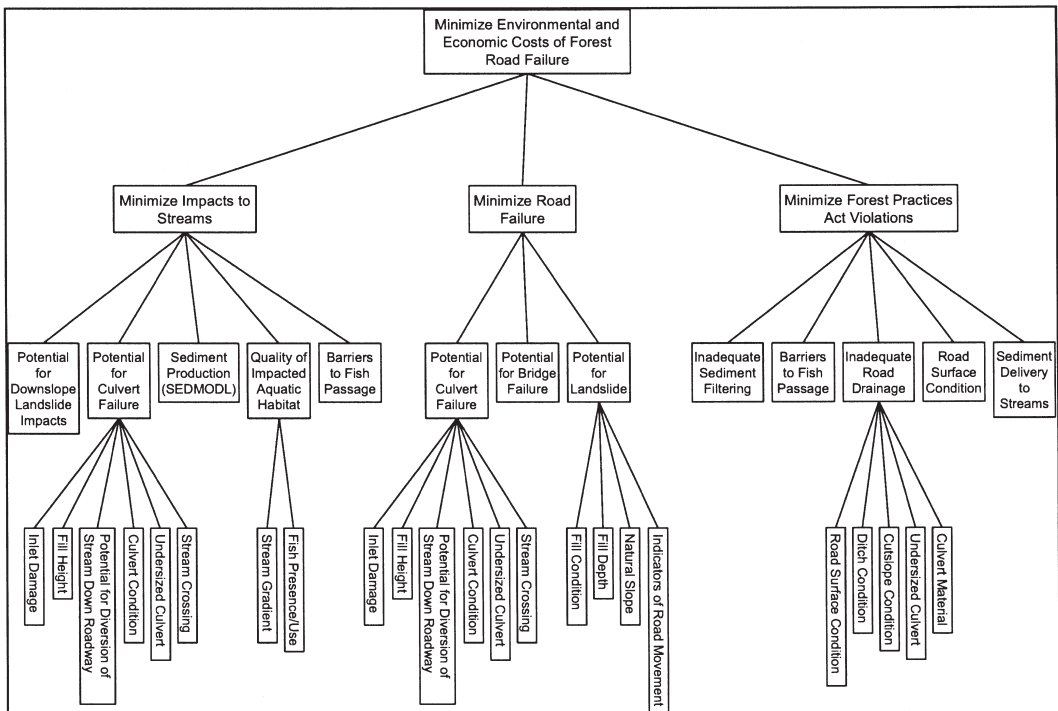 Minimize Environmental and
Economic Costs of Forest
Road Failure
Minimize Impacts to
Streams
Minimize Road
Failure
Minimize Forest Practices
Act Violations
Potential
for
Downslope
Landslide
Impacts
Potential
for
Culvert
Failure
Sediment
Production
(SEDMODL)
Quality of
Impacted
Aquatic
Habitat
Barriers
to Fish
Passage
Potential
for
Culvert
Failure
Potential
for Bridge
Failure
Potential
for
Landslide
Inadequate
Sediment
Filtering
Barriers
to Fish
Passage
Inadequate
Road
Drainage
Road
Surface
Condition
Sediment
Delivery
to
Streams
Inlet Damage
Fill Height
Potential for Diversion of
Stream Down Roadway
Culvert Condition
Undersized Culvert
Stream Crossing
Stream Gradient
Fish Presence/Use
Inlet Damage
Fill Height
Potential for Diversion of
Stream Down Roadway
Culvert Condition
Undersized Culvert
Stream Crossing
Fill Condition
Fill Depth
Natural Slope
Indicators of Road Movement
Road Surface Condition
Ditch Condition
Cutslope Condition
Undersized Culvert
Culvert Material